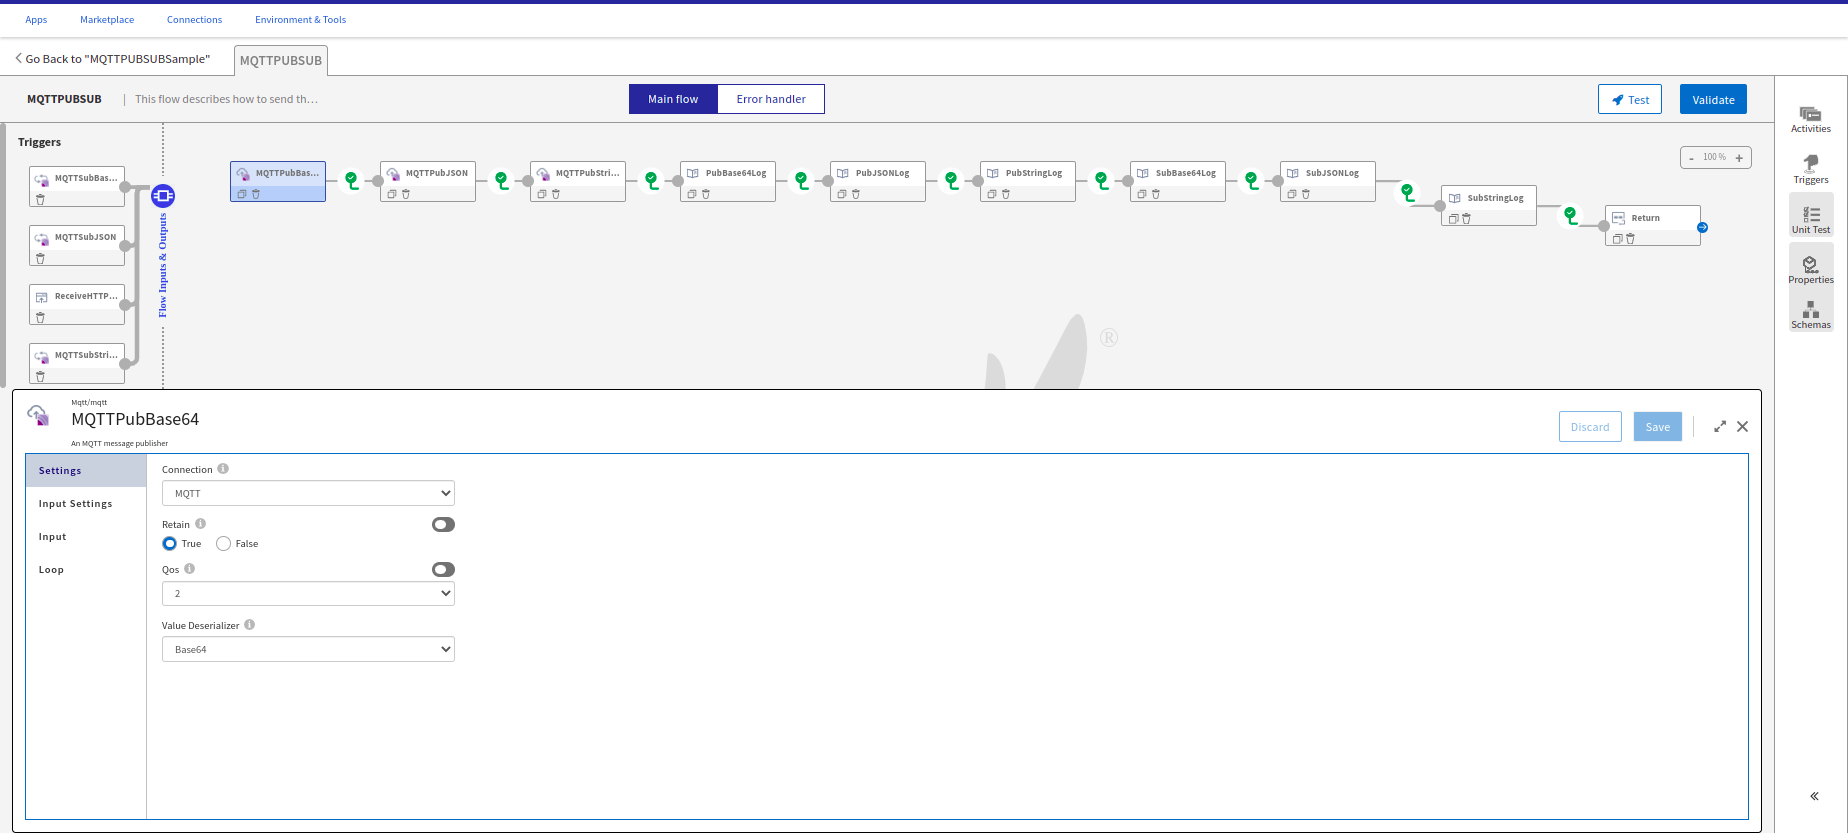 Apps Marketplace Connections Environment & Tools
Go Back to "MQTTPUBSUBSample" MQTTPUBSUB
MQTTPUBSUB This flow describes how to send th... Main flow Error handler Test Validate
Activities
Triggers
Unit Test
Properties
Schemas
Triggers
MQTTSubBas...
MQTTSubJSON
ReceiveHTTP...
MQTTSubStri...
Flow Inputs & Outputs
MQTTPubBas... MQTTPubJSON MQTTPubStri... PubBase64Log PubJSONLog PubStringLog SubBase64Log SubJSONLog
SubStringLog
Return
- 100 % +
®
Mqtt/mqtt
MQTTPubBase64
An MQTT message publisher
Discard Save
Settings
Input Settings
Input
Loop
Connection
MQTT
Retain
True False
Qos
2
Value Deserializer
Base64